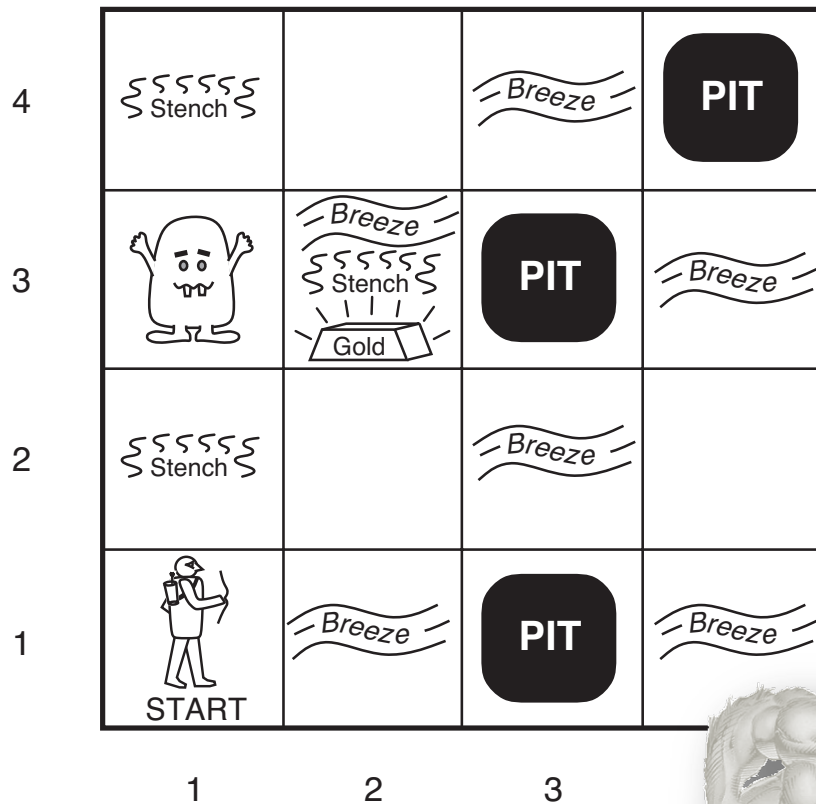 4
Stench
Breeze
PIT
3
Breeze
Stench
Gold
PIT
Breeze
2
Stench
Breeze
1
START
Breeze
PIT
Breeze
1 2 3